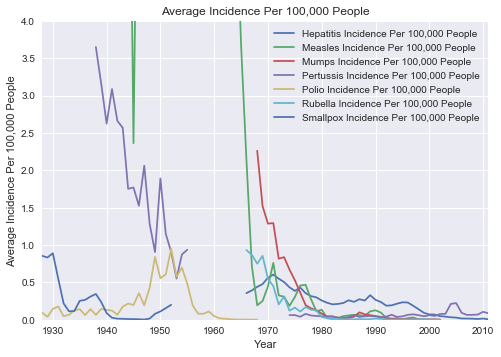 Average Incidence Per 100,000 People
Hepatitis Incidence Per 100,000 People
Measles Incidence Per 100,000 People
Mumps Incidence Per 100,000 People
Pertussis Incidence Per 100,000 People
Polio Incidence Per 100,000 People
Rubella Incidence Per 100,000 People
Smallpox Incidence Per 100,000 People
Average Incidence Per 100,000 People
4.0
3.5
3.0
2.5
2.0
1.5
1.0
0.5
0.0
1930 1940 1950 1960 1970 1980 1990 2000 2010
Year